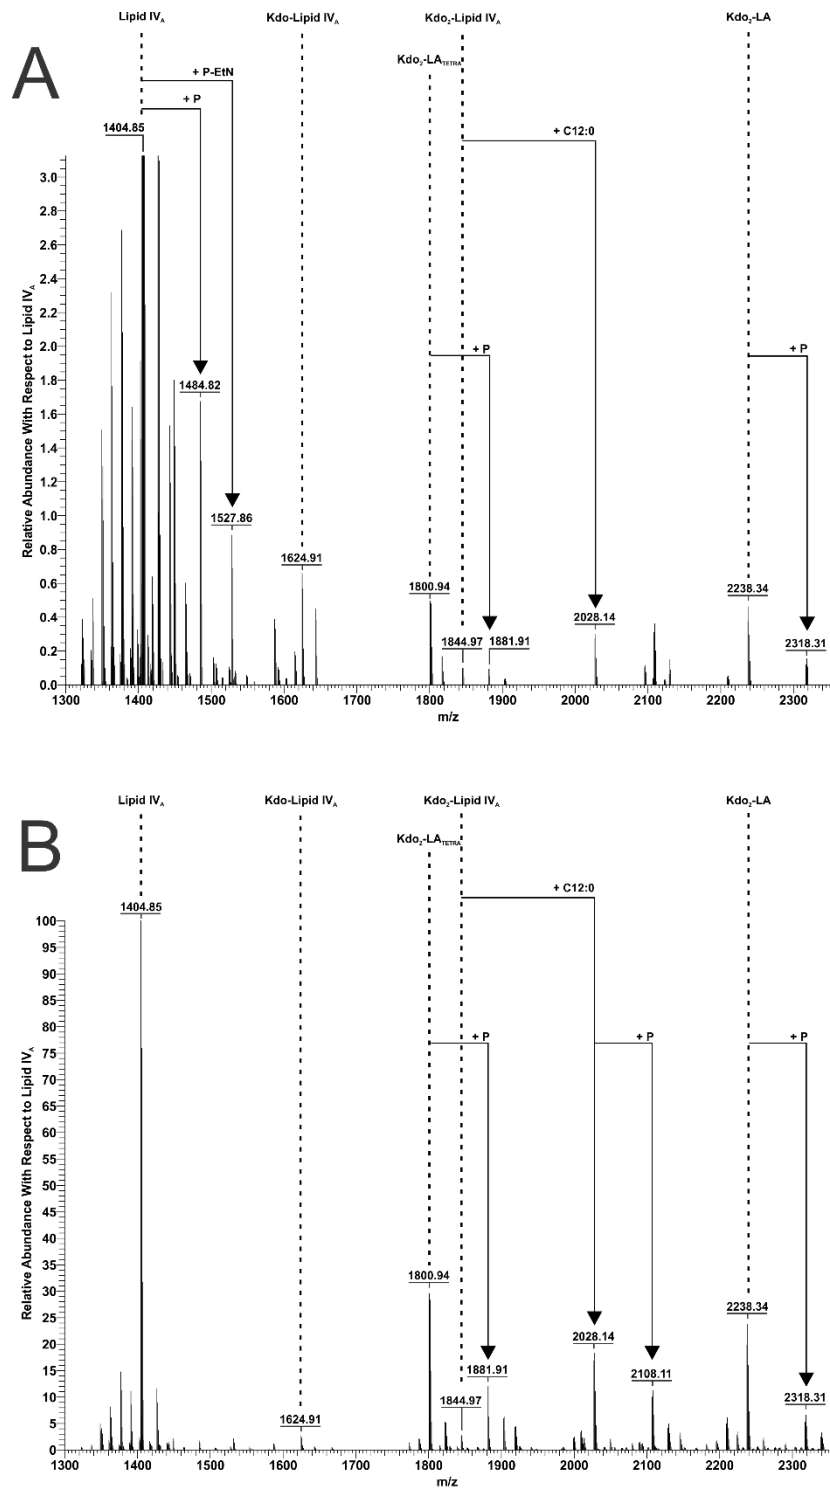 Lipid IVA Kdo-Lipid IVA Kdo2-Lipid IVA Kdo2-LA
Kdo2-LATETRA
A
+ P-EtN
+ P
1404.85
+ C12:0
3.0
2.8
2.6
2.4
2.2
2.0
1.8
1.6
1.4
1.2
1.0
0.8
0.6
0.4
0.2
0.0
Relative Abundance With Respect to Lipid IVA
+ P
+ P
1484.82
1527.86
1624.91
1800.94
1844.97
1881.91
2028.14
2238.34
2318.31
1300 1400 1500 1600 1700 1800 1900 2000 2100 2200 2300
m/z
Lipid IVA Kdo-Lipid IVA Kdo2-Lipid IVA Kdo2-LA
Kdo2-LATETRA
B
+ C12:0
1404.85
100
95
90
85
80
75
70
65
60
55
50
45
40
35
30
25
20
15
10
5
0
Relative Abundance With Respect to Lipid IVA
+ P
+ P
+ P
1624.91
1800.94
1844.97
1881.91
2028.14
2108.11
2238.34
2318.31
1300 1400 1500 1600 1700 1800 1900 2000 2100 2200 2300
m/z